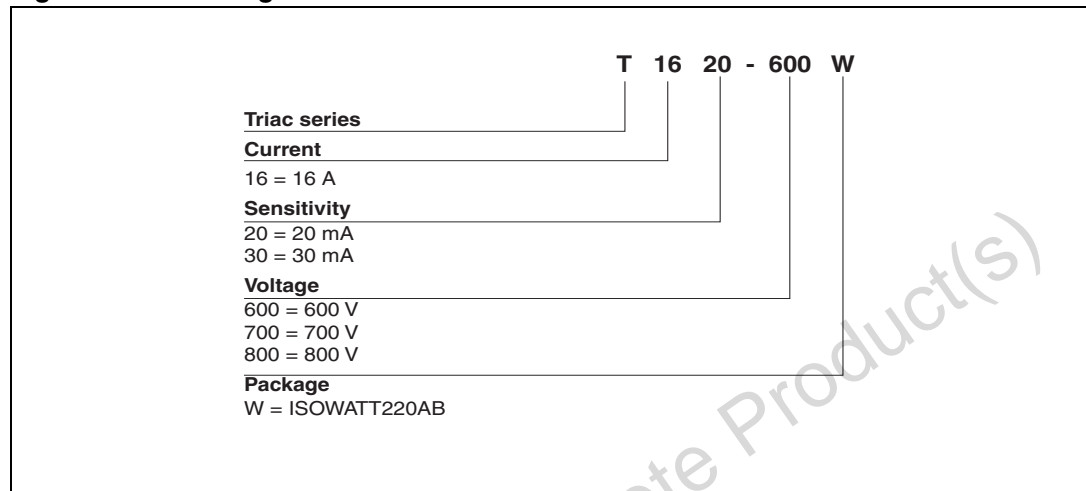 T 16 20 - 600 W
Triac series
Current
16 = 16 A
Sensitivity
20 = 20 mA
30 = 30 mA
Voltage
600 = 600 V
700 = 700 V
800 = 800 V
Package
W = ISOWATT220AB
Product(s)